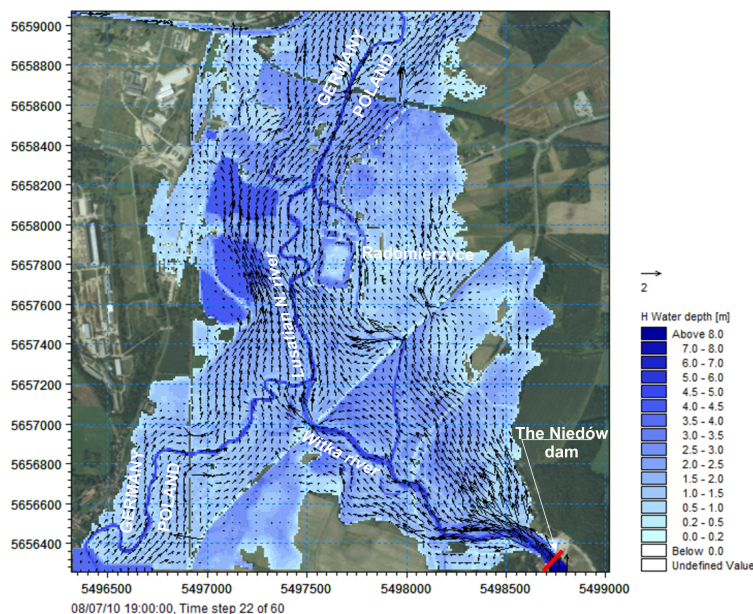 5659000
5658800
5658600
5658400
5658200
5658000
5657800
5657600
5657400
5657200
5657000
5656800
5656600
5656400
5496500
5497000
5497500
5498000
5498500
5499000
08/07/10 19:00:00, Time step 22 of 60
GERMANY
POLAND
Radomierzyce
Lusatian N river
Witka river
GERMANY
POLAND
The Niedów
dam
2
H Water depth [m]
Above 8.0
7.0 - 8.0
6.0 - 7.0
5.0 - 6.0
4.5 - 5.0
4.0 - 4.5
3.5 - 4.0
3.0 - 3.5
2.5 - 3.0
2.0 - 2.5
1.5 - 2.0
1.0 - 1.5
0.5 - 1.0
0.2 - 0.5
0.0 - 0.2
Below 0.0
Undefined Value